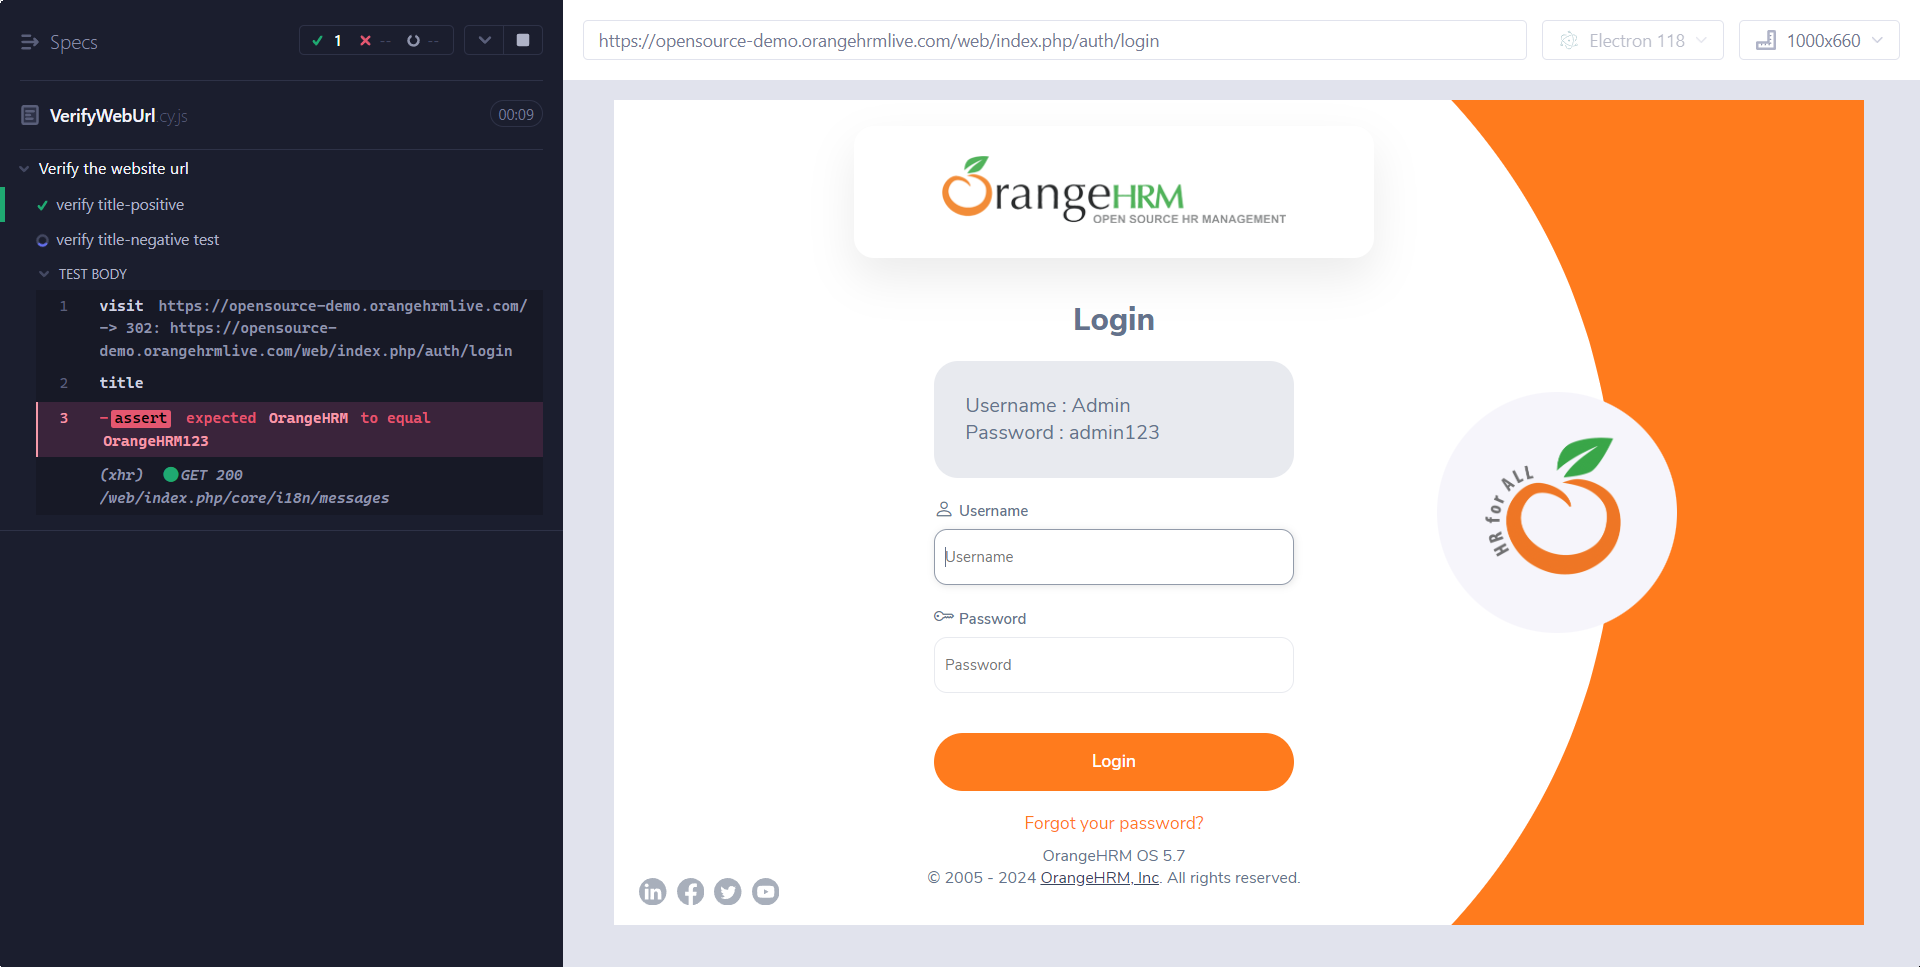 Specs
1
--
--
VerifyWebUrl.cy.js
00:09
Verify the website url
verify title-positive
verify title-negative test
TEST BODY
1 visit https://opensource-demo.orangehrmlive.com/
-> 302: https://opensource-
demo.orangehrmlive.com/web/index.php/auth/login
2 title
3 -assert expected OrangeHRM to equal
OrangeHRM123
(xhr) GET 200
/web/index.php/core/i18n/messages
https://opensource-demo.orangehrmlive.com/web/index.php/auth/login
Electron 118
1000x660
OrangeHRM
OPEN SOURCE HR MANAGEMENT
Login
Username : Admin
Password : admin123
Username
Username
Password
Password
Login
Forgot your password?
OrangeHRM OS 5.7
© 2005 - 2024 OrangeHRM, Inc. All rights reserved.
HR for ALL